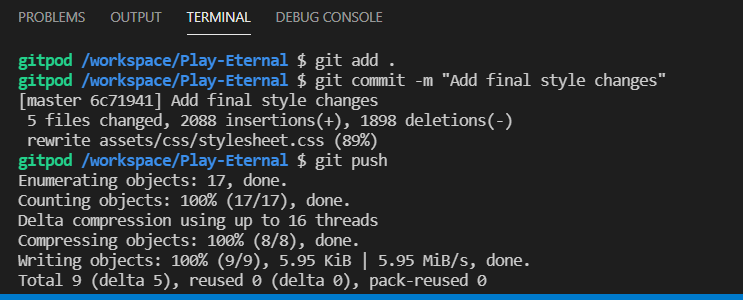 PROBLEMS OUTPUT TERMINAL DEBUG CONSOLE
gitpod /workspace/Play-Eternal $ git add .
gitpod /workspace/Play-Eternal $ git commit -m "Add final style changes"
[master 6c71941] Add final style changes
 5 files changed, 2088 insertions(+), 1898 deletions(-)
 rewrite assets/css/stylesheet.css (89%)
gitpod /workspace/Play-Eternal $ git push
Enumerating objects: 17, done.
Counting objects: 100% (17/17), done.
Delta compression using up to 16 threads
Compressing objects: 100% (8/8), done.
Writing objects: 100% (9/9), 5.95 KiB | 5.95 MiB/s, done.
Total 9 (delta 5), reused 0 (delta 0), pack-reused 0